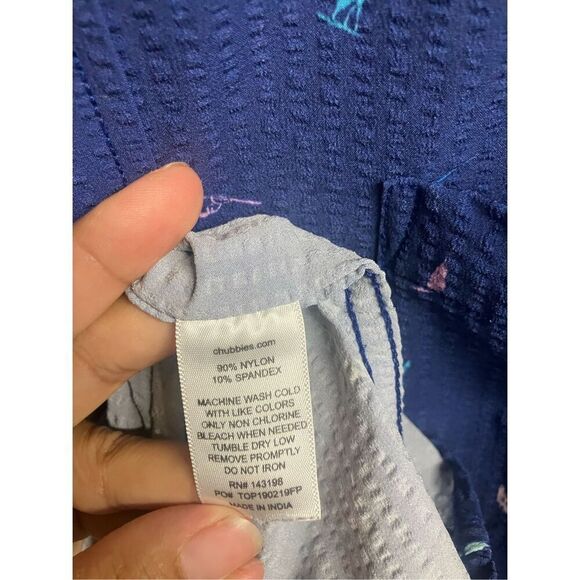 chubbies.com
90% NYLON
10% SPANDEX
MACHINE WASH COLD
WITH LIKE COLORS
ONLY NON CHLORINE
BLEACH WHEN NEEDED
TUMBLE DRY LOW
REMOVE PROMPTLY
DO NOT IRON
RN# 143198
PO# TOP190219FP
MADE IN INDIA